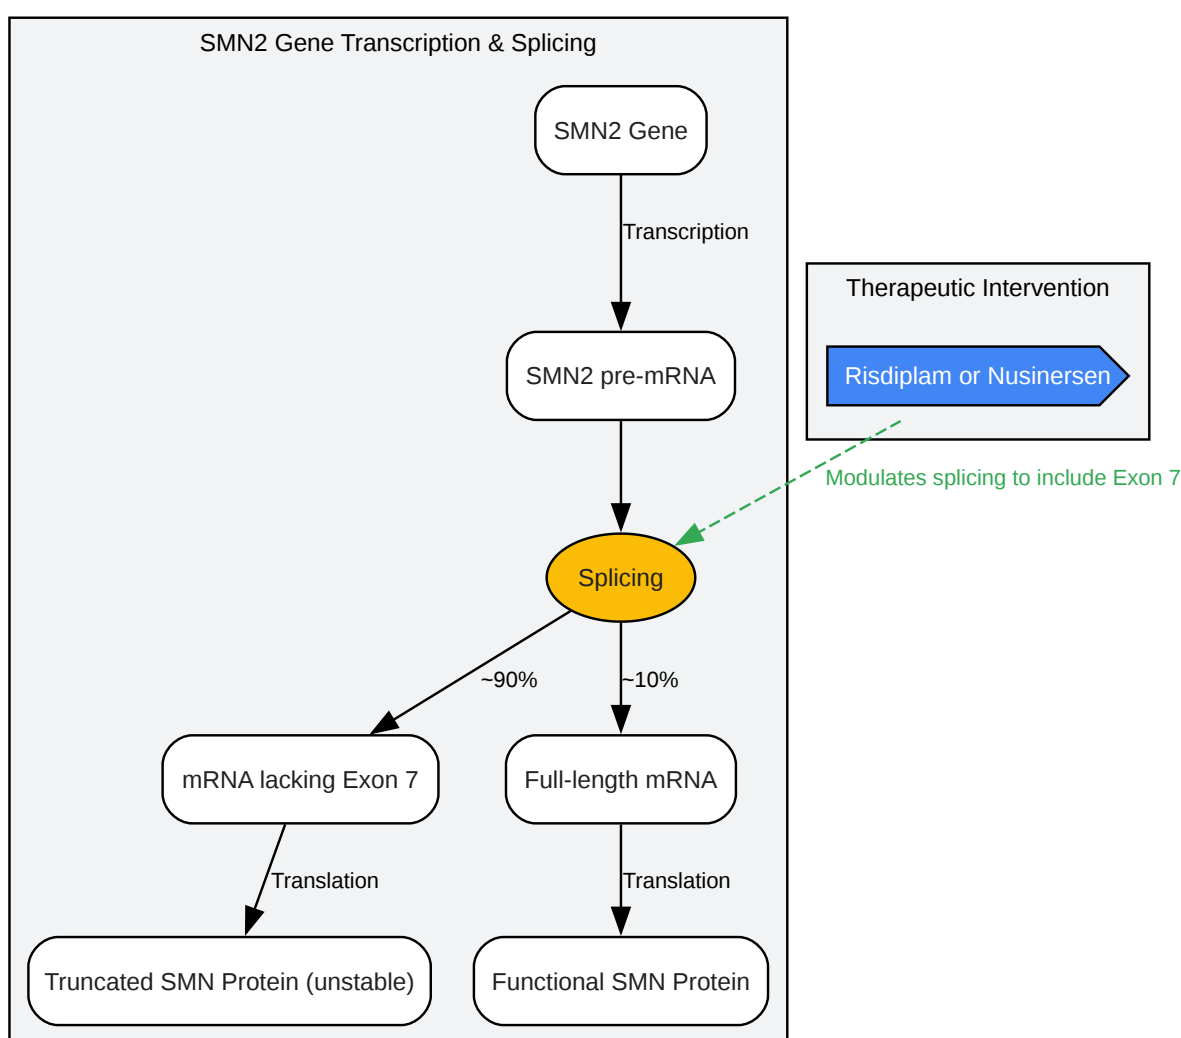 SMN2 Gene Transcription & Splicing
SMN2 Gene
Transcription
Therapeutic Intervention
SMN2 pre-mRNA
Risdiplam or Nusinersen
Modulates splicing to include Exon 7
Splicing
~90%
~10%
mRNA lacking Exon 7
Full-length mRNA
Translation
Translation
Truncated SMN Protein (unstable)
Functional SMN Protein